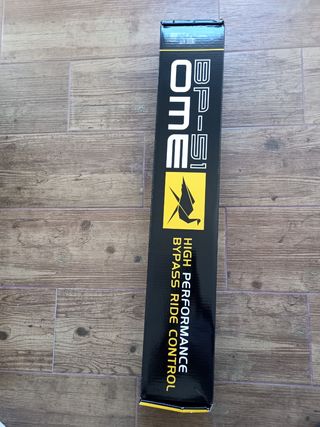 BP-51
OME
HIGH PERFORMANCE
BYPASS RIDE CONTROL